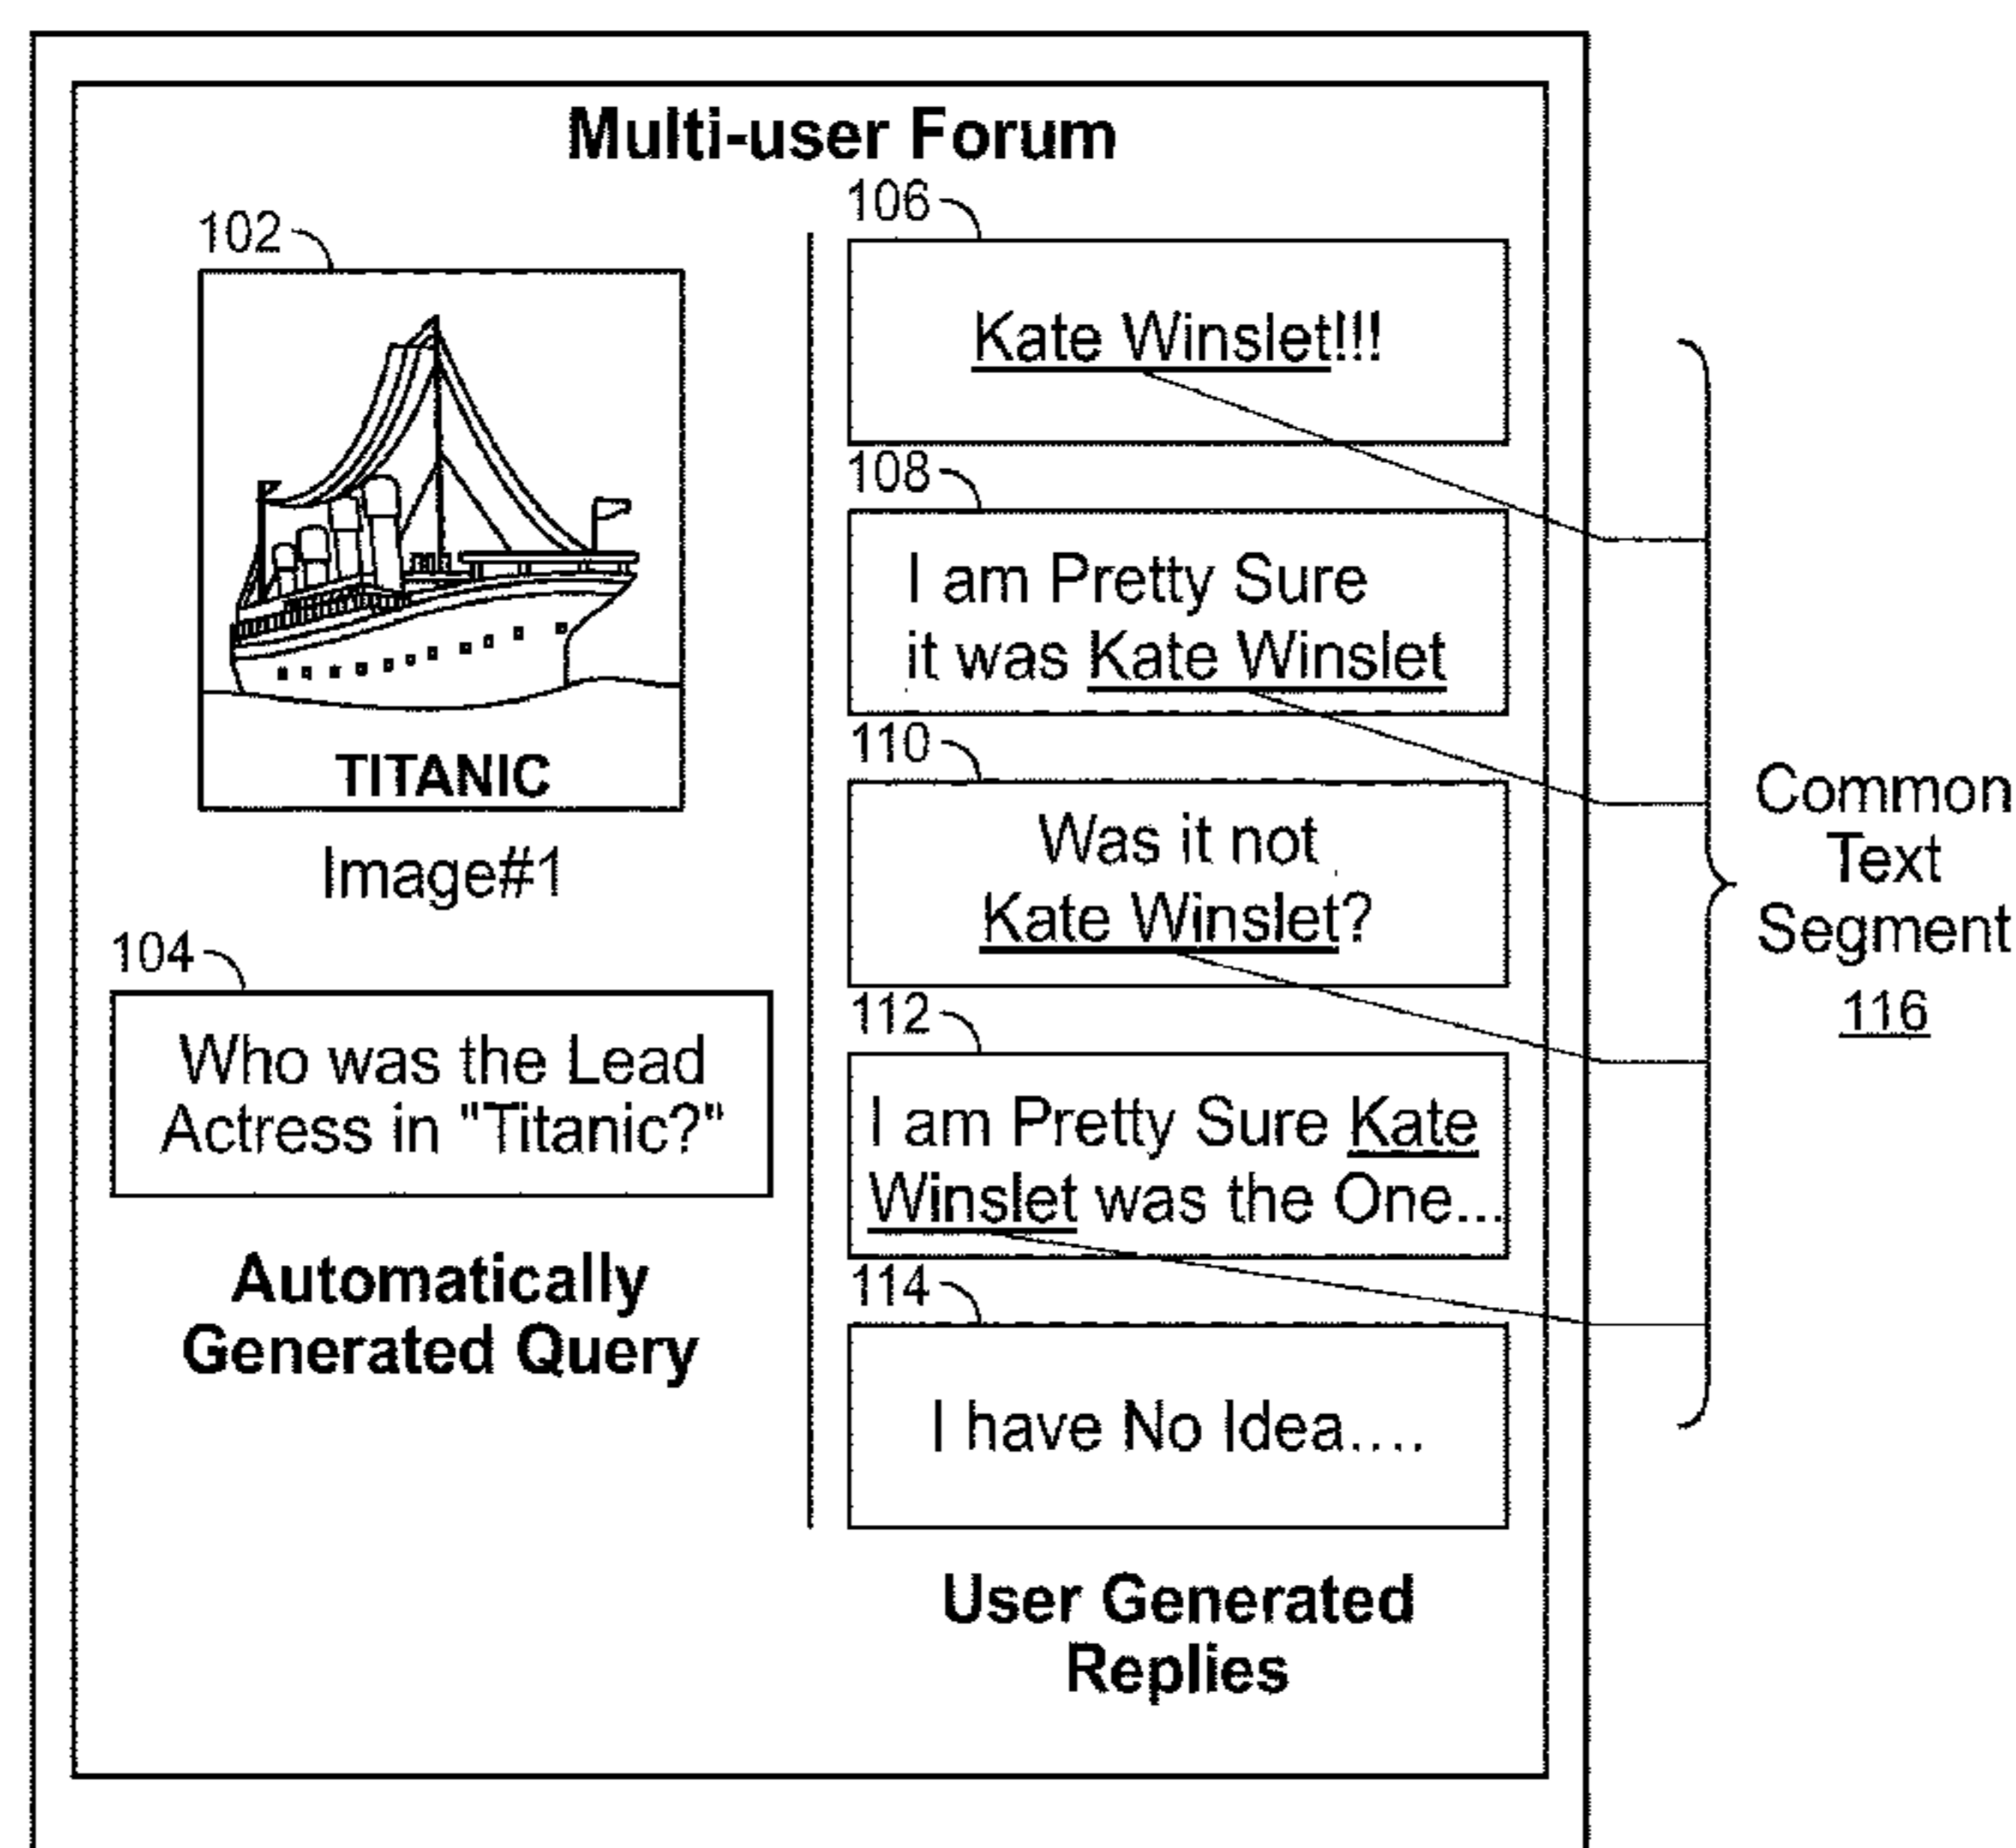 Multi-user Forum
102
TITANIC
Image#1
104
Who was the Lead
Actress in "Titanic?"
Automatically
Generated Query
106
Kate Winslet!!!
108
I am Pretty Sure
it was Kate Winslet
110
Was it not
Kate Winslet?
112
I am Pretty Sure Kate
Winslet was the One...
114
I have No Idea....
User Generated
Replies
Common
Text
Segment
116